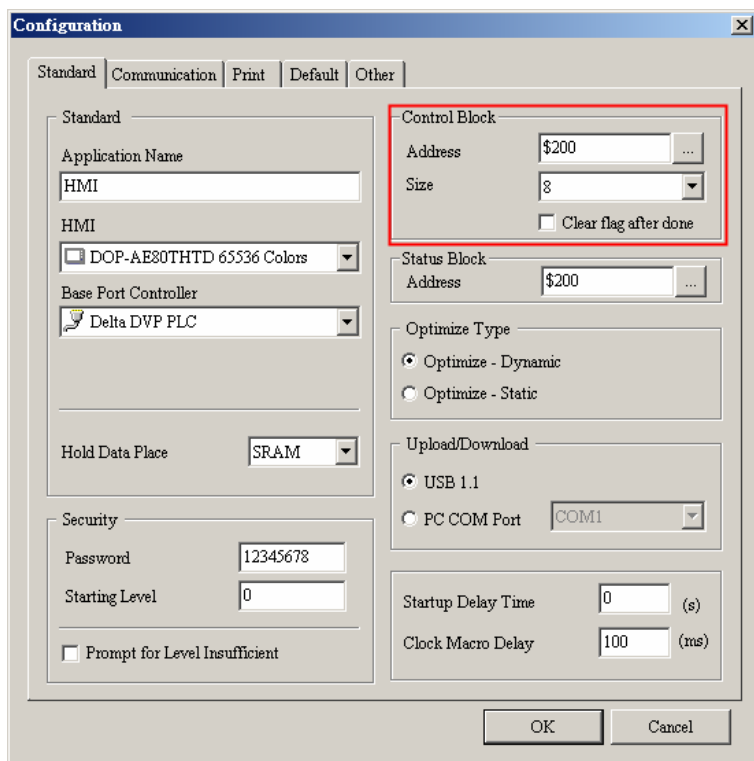 Configuration
Standard Communication Print Default Other
Standard
Application Name
HMI
HMI
DOP-AE80THTD 65536 Colors
Base Port Controller
Delta DVP PLC
Hold Data Place SRAM
Security
Password 12345678
Starting Level 0
Prompt for Level Insufficient
Control Block
Address $200 ...
Size 8
Clear flag after done
Status Block
Address $200 ...
Optimize Type
Optimize - Dynamic
Optimize - Static
Upload/Download
USB 1.1
PC COM Port COM1
Startup Delay Time 0 (s)
Clock Macro Delay 100 (ms)
OK Cancel